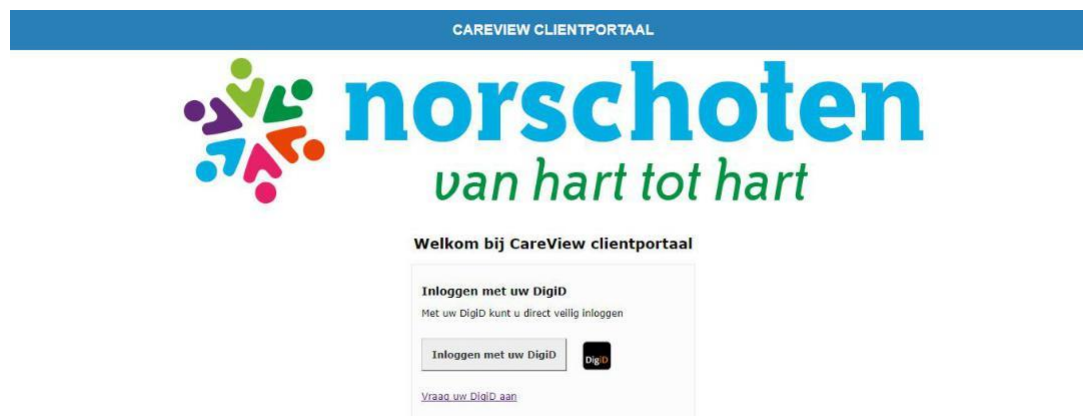 CAREVIEW CLIENTPORTAAL
norschoten
van hart tot hart
Welkom bij CareView clientportaal
Inloggen met uw DigiD
Met uw DigiD kunt u direct veilig inloggen
Inloggen met uw DigiD
DigiD
Vraag uw DigiD aan